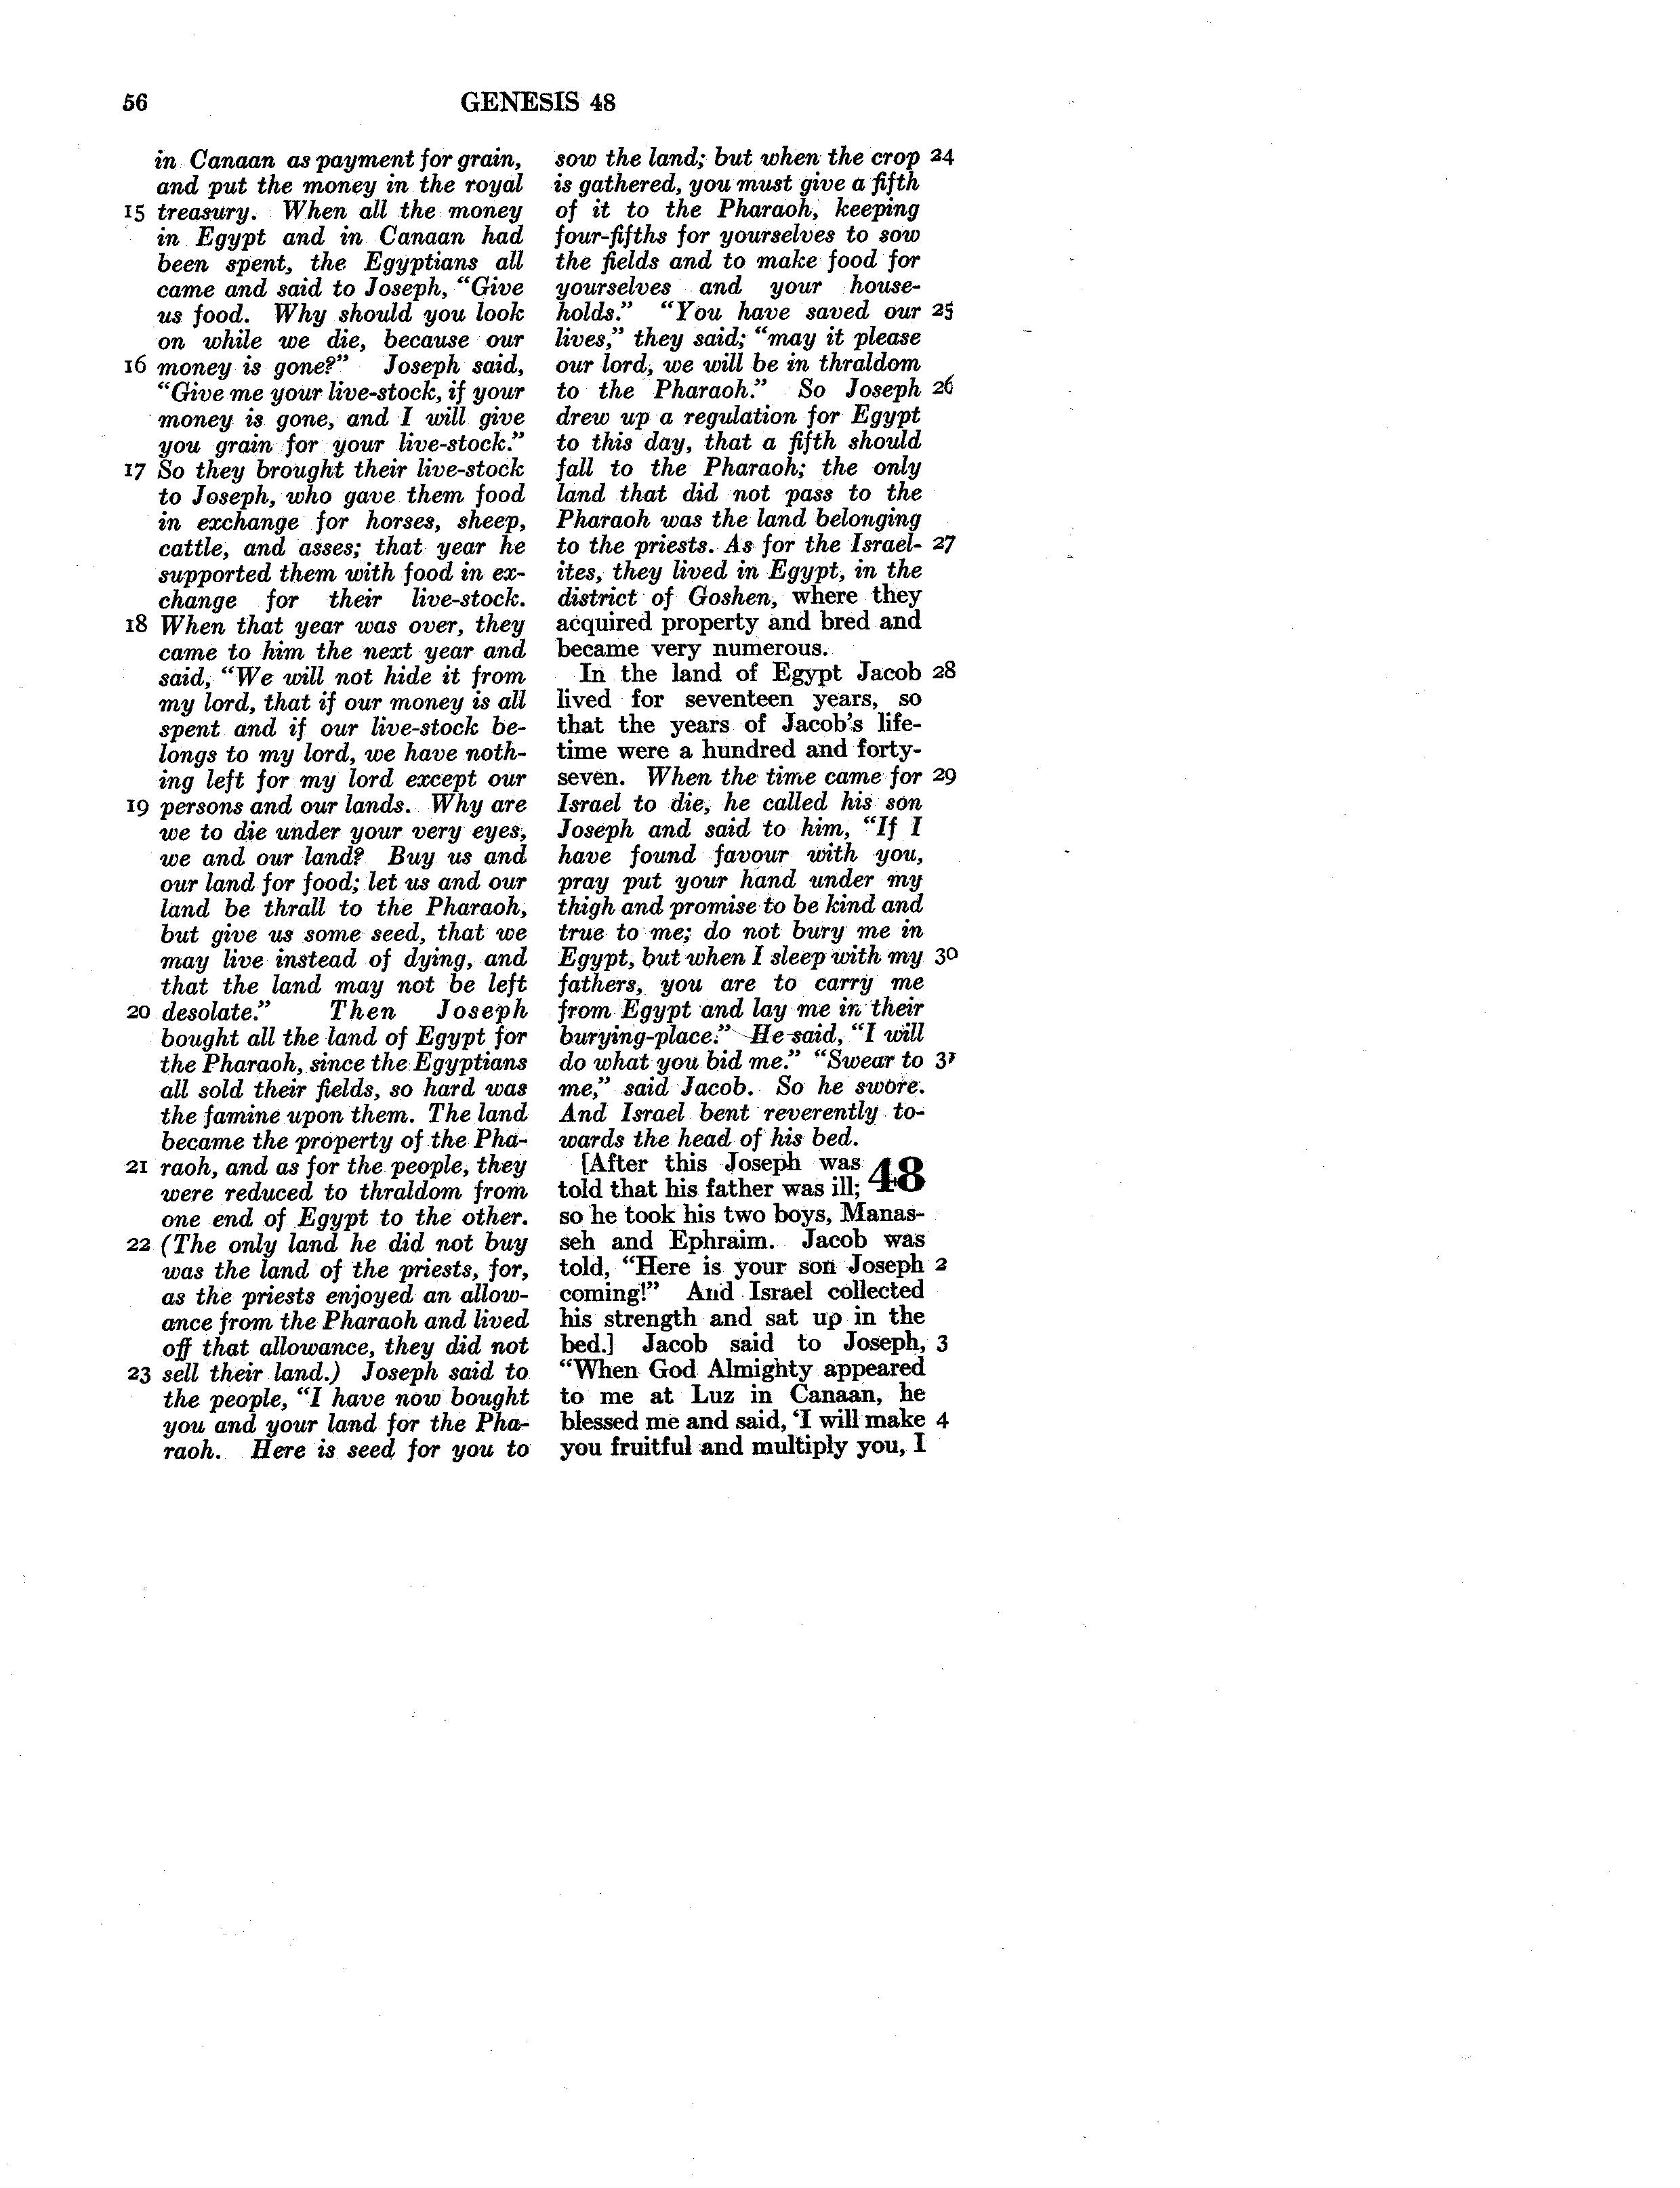 56
GENESIS 48
in Canaan as payment for grain,
and put the money in the royal
15 treasury. When all the money
in Egypt and in Canaan had
been spent, the Egyptians all
came and said to Joseph, “Give
us food. Why should you look
on while we die, because our
16 money is gone?” Joseph said,
“Give me your live-stock, if your
money is gone, and I will give
you grain for your live-stock.”
17 So they brought their live-stock
to Joseph, who gave them food
in exchange for horses, sheep,
cattle, and asses; that year he
supported them with food in ex-
change for their live-stock.
18 When that year was over, they
came to him the next year and
said, “We will not hide it from
my lord, that if our money is all
spent and if our live-stock be-
longs to my lord, we have noth-
ing left for my lord except our
19 persons and our lands. Why are
we to die under your very eyes,
we and our land? Buy us and
our land for food; let us and our
land be thrall to the Pharaoh,
but give us some seed, that we
may live instead of dying, and
that the land may not be left
20 desolate.” Then Joseph
bought all the land of Egypt for
the Pharaoh, since the Egyptians
all sold their fields, so hard was
the famine upon them. The land
became the property of the Pha-
21 raoh, and as for the people, they
were reduced to thraldom from
one end of Egypt to the other.
22 (The only land he did not buy
was the land of the priests, for,
as the priests enjoyed an allow-
ance from the Pharaoh and lived
off that allowance, they did not
23 sell their land.) Joseph said to
the people, “I have now bought
you and your land for the Pha-
raoh. Here is seed for you to
sow the land; but when the crop 24
is gathered, you must give a fifth
of it to the Pharaoh, keeping
four-fifths for yourselves to sow
the fields and to make food for
yourselves and your house-
holds.” “You have saved our 25
lives,” they said; “may it please
our lord, we will be in thraldom
to the Pharaoh.” So Joseph 26
drew up a regulation for Egypt
to this day, that a fifth should
fall to the Pharaoh; the only
land that did not pass to the
Pharaoh was the land belonging
to the priests. As for the Israel- 27
ites, they lived in Egypt, in the
district of Goshen, where they
acquired property and bred and
became very numerous.
In the land of Egypt Jacob 28
lived for seventeen years, so
that the years of Jacob’s life-
time were a hundred and forty-
seven. When the time came for 29
Israel to die, he called his son
Joseph and said to him, “If I
have found favour with you,
pray put your hand under my
thigh and promise to be kind and
true to me; do not bury me in
Egypt, but when I sleep with my 30
fathers, you are to carry me
from Egypt and lay me in their
burying-place.” He said, “I will
do what you bid me.” “Swear to 31
me,” said Jacob. So he swore.
And Israel bent reverently to-
wards the head of his bed.
[After this Joseph was 48
told that his father was ill;
so he took his two boys, Manas-
seh and Ephraim. Jacob was
told, “Here is your son Joseph 2
coming!” And Israel collected
his strength and sat up in the
bed.] Jacob said to Joseph, 3
“When God Almighty appeared
to me at Luz in Canaan, he
blessed me and said, ‘I will make 4
you fruitful and multiply you, I